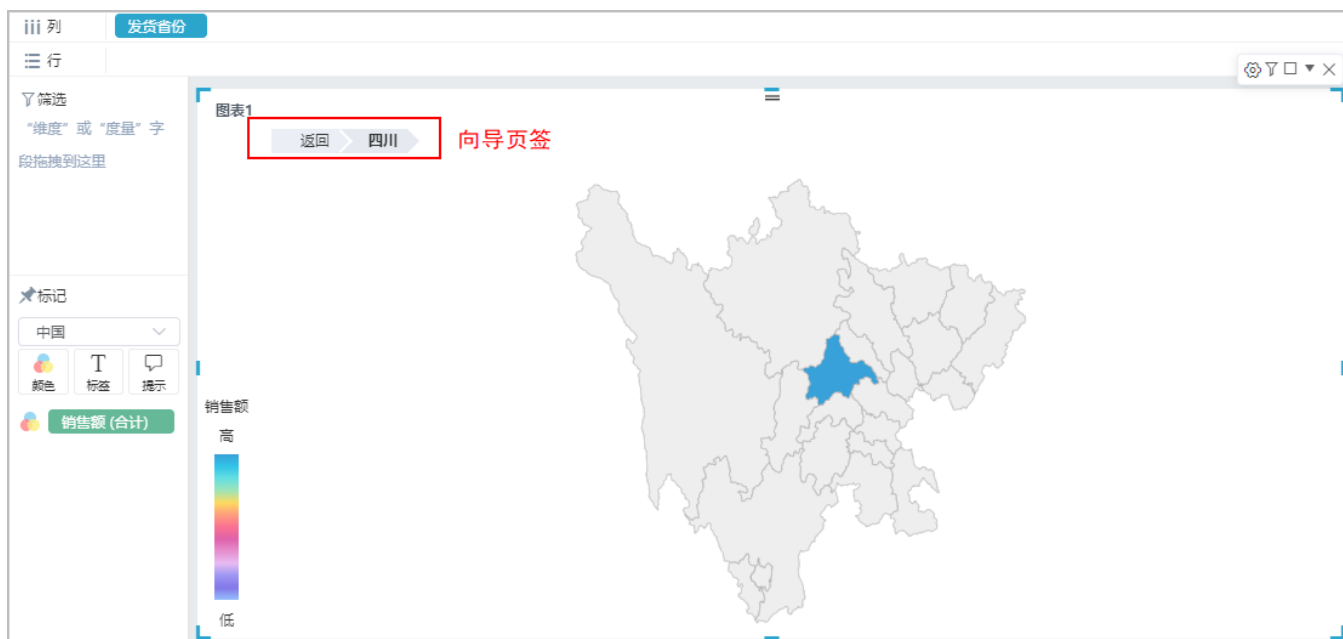 列
发货省份
行
筛选
“维度”或“度量”字
段拖拽到这里
图表1
返回
四川
向导页签
标记
中国
颜色
T
标签
提示
销售额(合计)
销售额
高
低